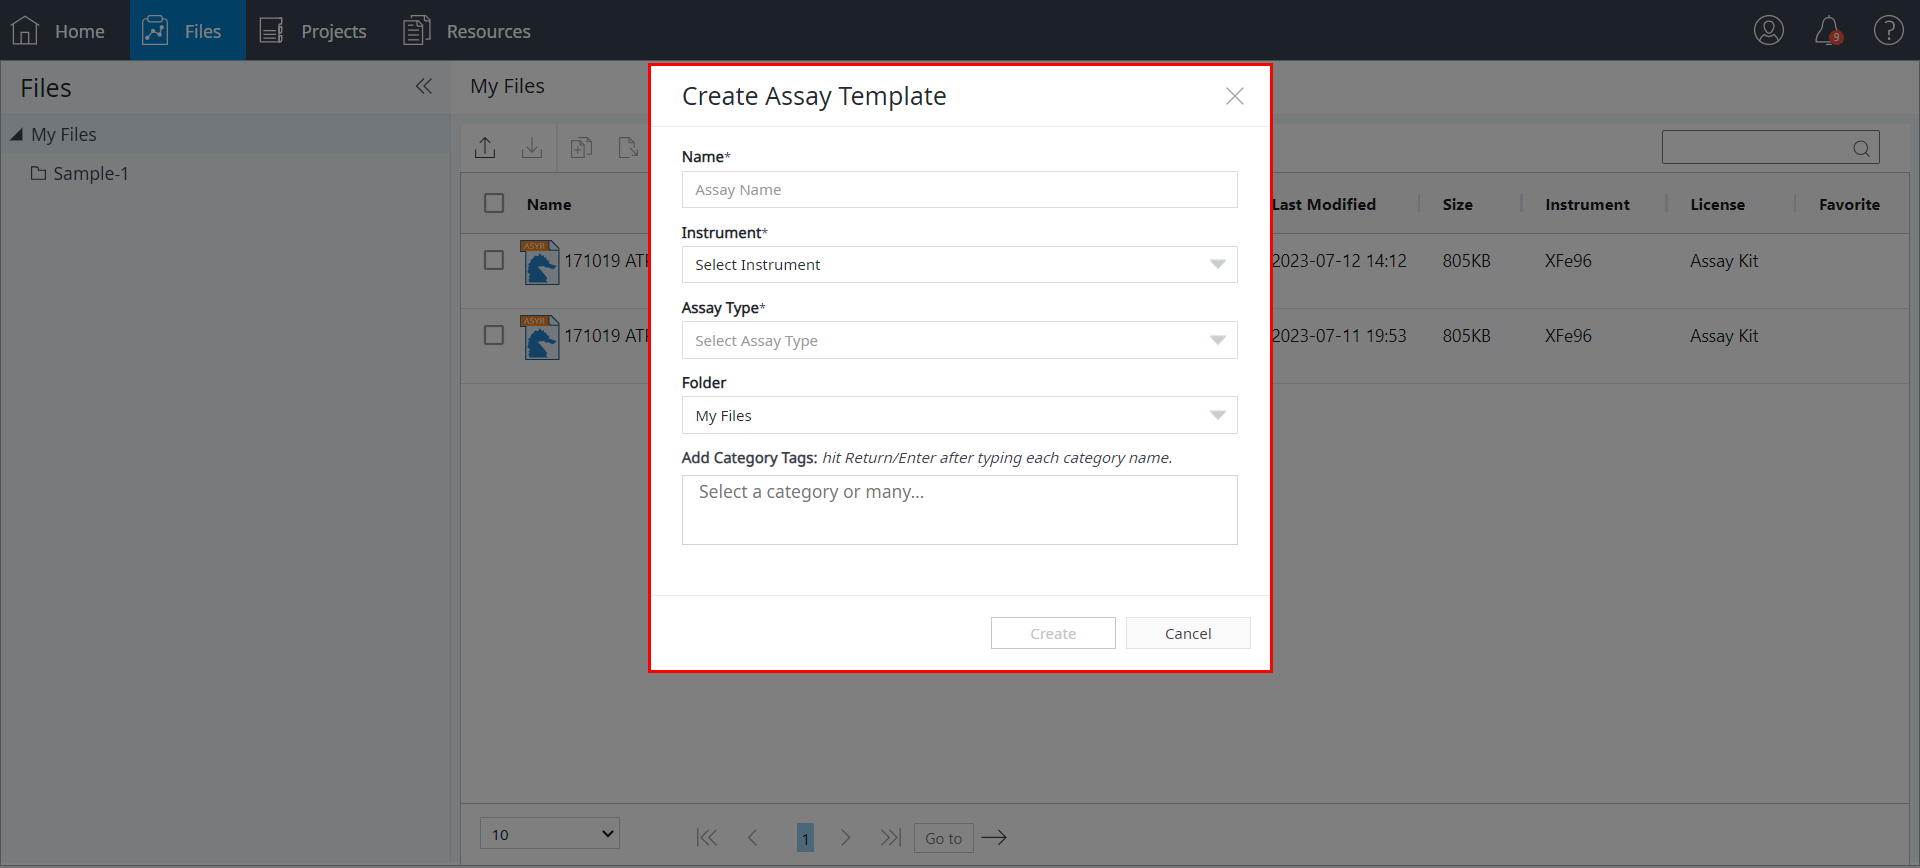 Home
Files
Projects
Resources
9
?
Files
My Files
Sample-1
My Files
Name
Last Modified
Size
Instrument
License
Favorite
ASYR
171019
2023-07-12 14:12
805KB
XFe96
Assay Kit
ASYR
171019
2023-07-11 19:53
805KB
XFe96
Assay Kit
Create Assay Template
Name*
Assay Name
Instrument*
Select Instrument
Assay Type*
Select Assay Type
Folder
My Files
Add Category Tags: hit Return/Enter after typing each category name.
Select a category or many...
Create
Cancel
10
1
Go to